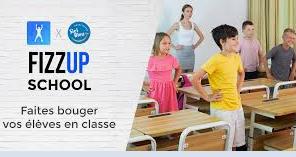 X
FIZZUP
SCHOOL
Faites bouger
vos élèves en classe